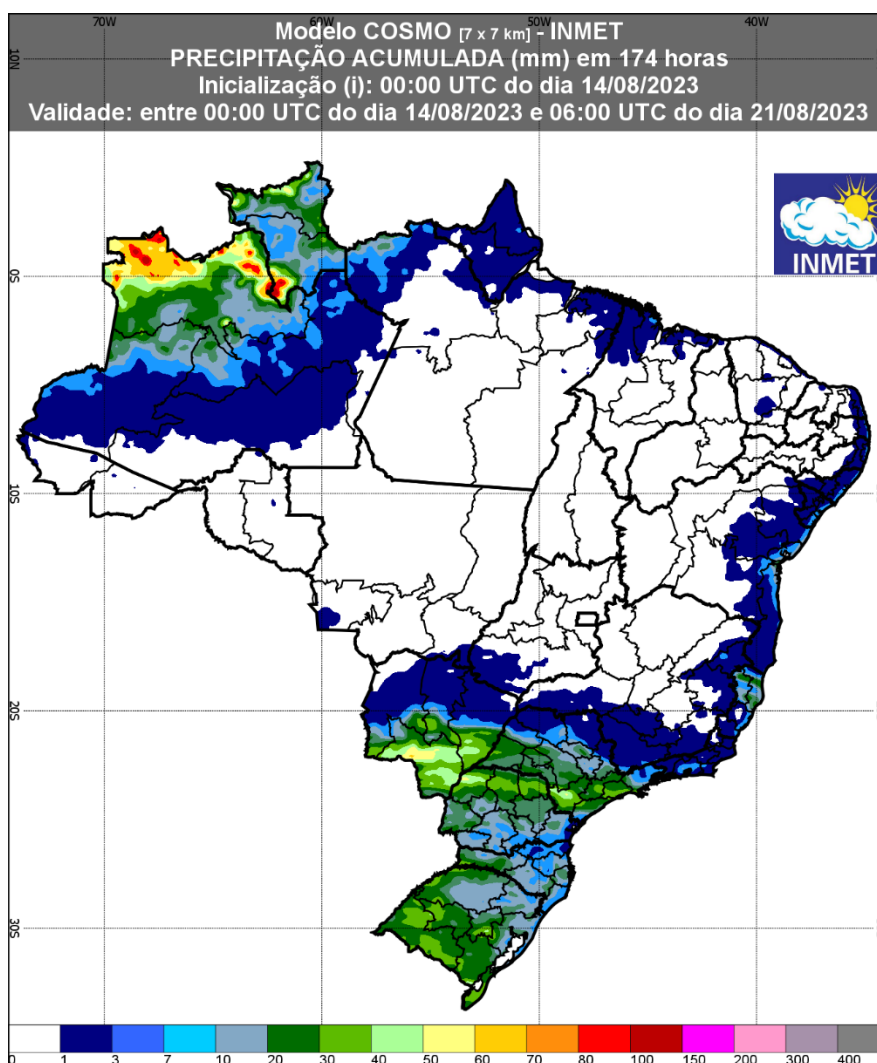 70W 60W 50W 40W
Modelo COSMO [7 x 7 km] - INMET
PRECIPITAÇÃO ACUMULADA (mm) em 174 horas
Inicialização (i): 00:00 UTC do dia 14/08/2023
Validade: entre 00:00 UTC do dia 14/08/2023 e 06:00 UTC do dia 21/08/2023
10N
INMET
0S
10S
20S
30S
0 1 3 7 10 20 30 40 50 60 70 80 100 150 200 300 400